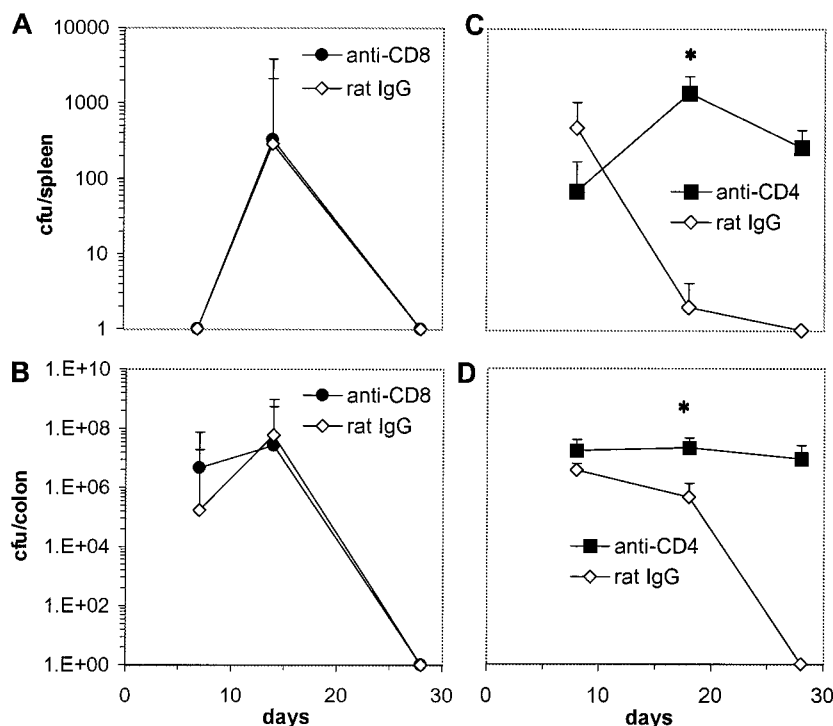 A
cfu/spleen
10000
1000
100
10
1
anti-CD8
rat IgG
C
*
anti-CD4
rat IgG
B
cfu/colon
1.E+10
1.E+08
1.E+06
1.E+04
1.E+02
1.E+00
anti-CD8
rat IgG
0
10
20
30
days
D
*
anti-CD4
rat IgG
0
10
20
30
days